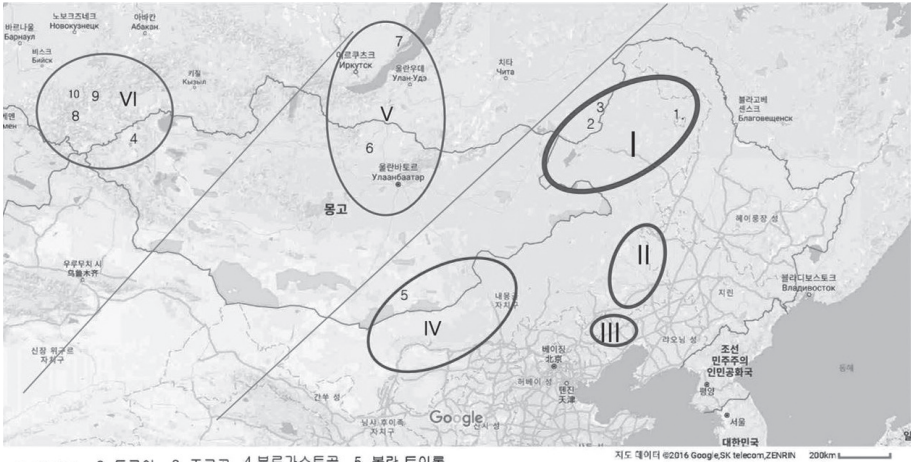 바르나울
Барнаул
노보크즈네크
Новокузнецк
아바칸
Абакан
비스크
Бийск
키질
Кызыл
이르쿠츠크
Иркутск
7
울란우데
Улан-Удэ
치타
Чита
블라고베
센스크
Благовещенск
10 9 VI
8
4
V
3
2
1
I
6
울란바토르
Улаанбаатар
몽고
헤이룽장 성
우루무치 시
乌鲁木齐
II
지린
블라디보스토크
Владивосток
5
내몽골
자치구
IV
III
랴오닝 성
신장 위구르
자치구
베이징
北京
허베이 성
톈진
天津
조선
민주주의
인민공화국
평양
동해
간쑤 성
Google
닝샤 후이족
자치구
서울
대한민국
지도 데이터 ©2016 Google,SK telecom,ZENRIN 200km
5. 볼란